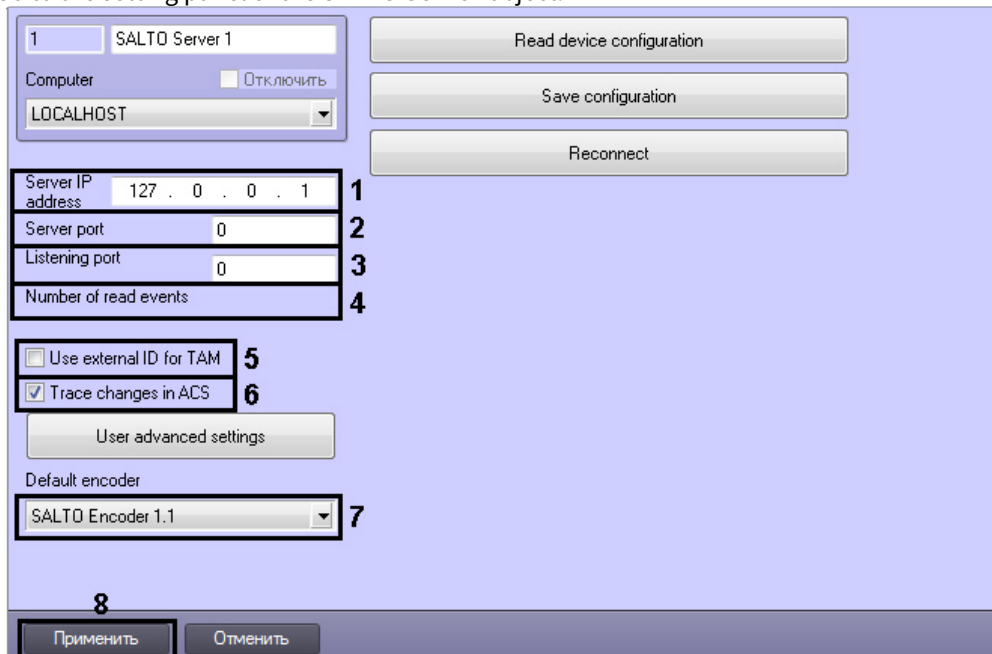 1 SALTO Server 1
Computer Отключить
LOCALHOST
Read device configuration
Save configuration
Reconnect
Server IP
address 127 . 0 . 0 . 1 1
Server port 0 2
Listening port 0 3
Number of read events 4
Use external ID for TAM 5
Trace changes in ACS 6
User advanced settings
Default encoder
SALTO Encoder 1.1 7
8
Применить Отменить